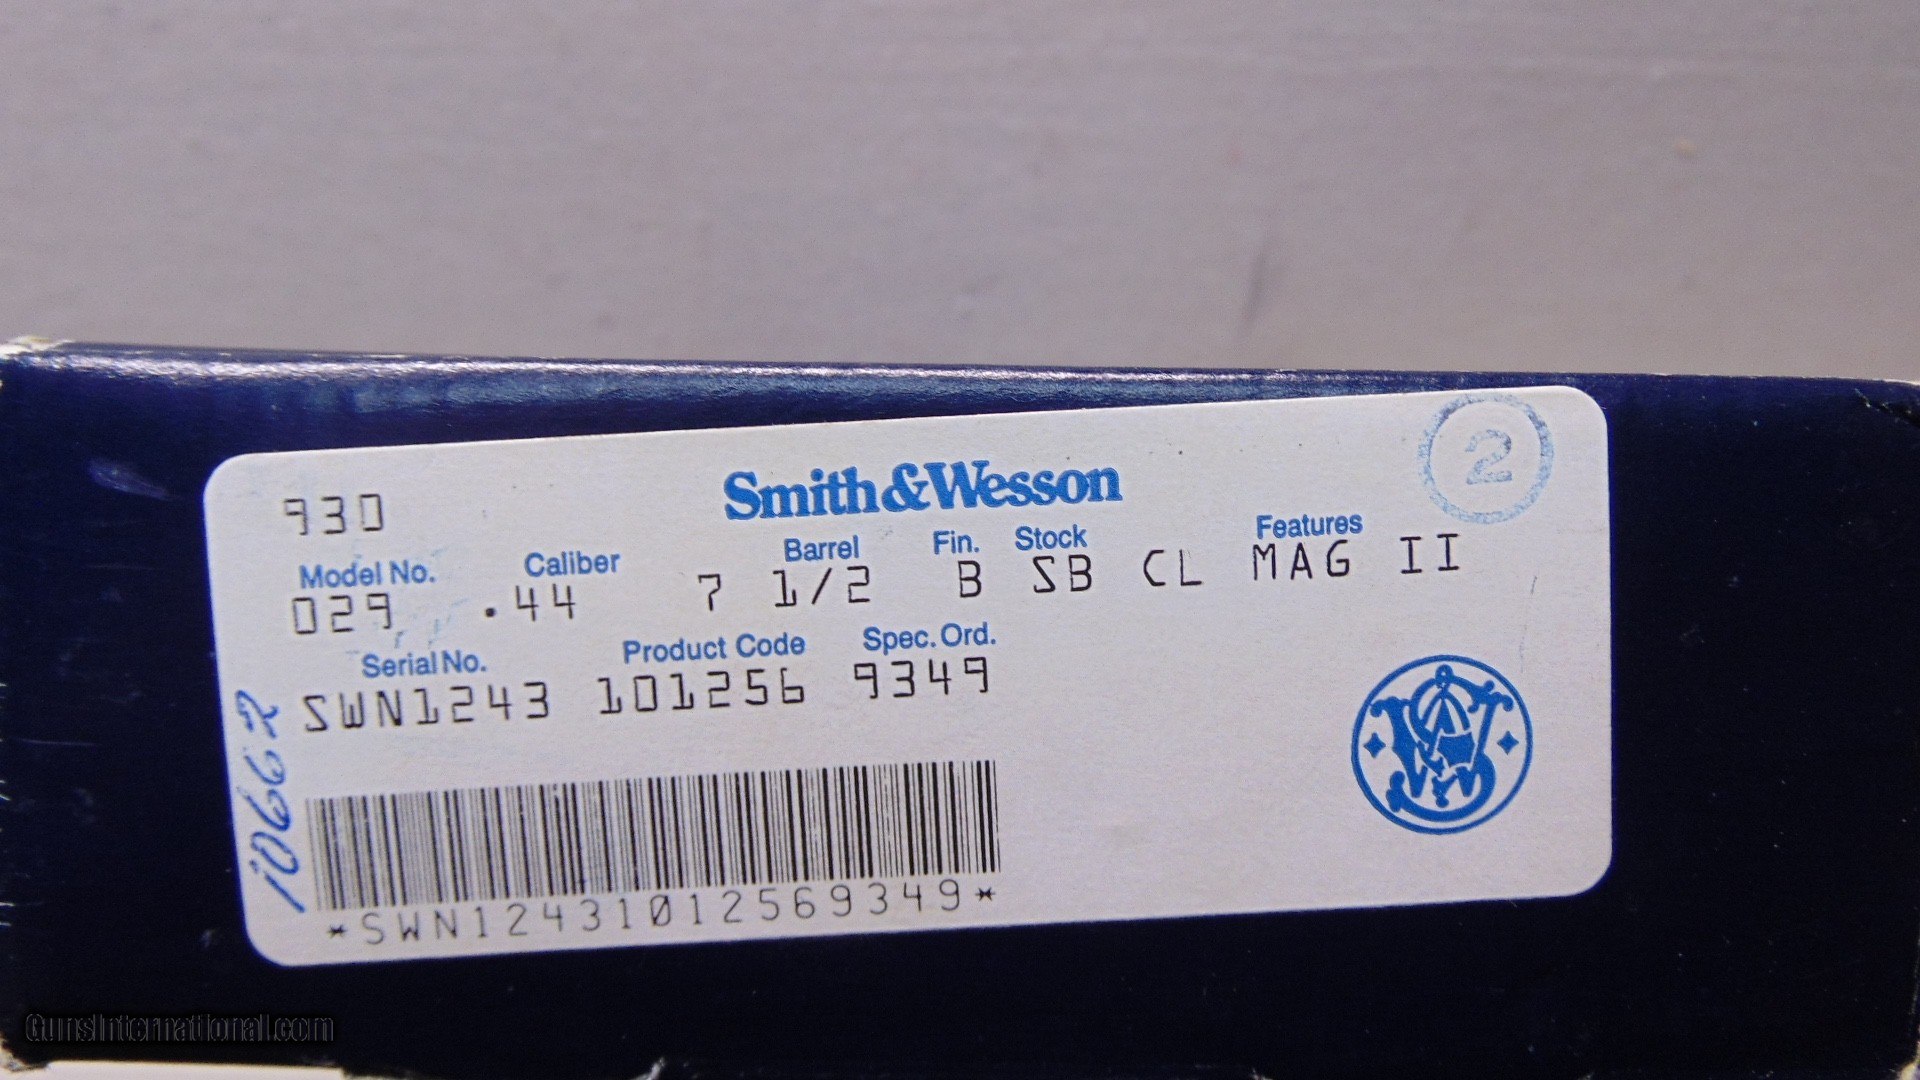 2
Smith & Wesson
930
Model No. Caliber Barrel Fin. Stock Features
029 .44 7 1/2 B SB CL MAG II
Serial No. Product Code Spec. Ord.
SWN1243 101256 9349
10662
*SWN12431012569349*
GunsInternational.com